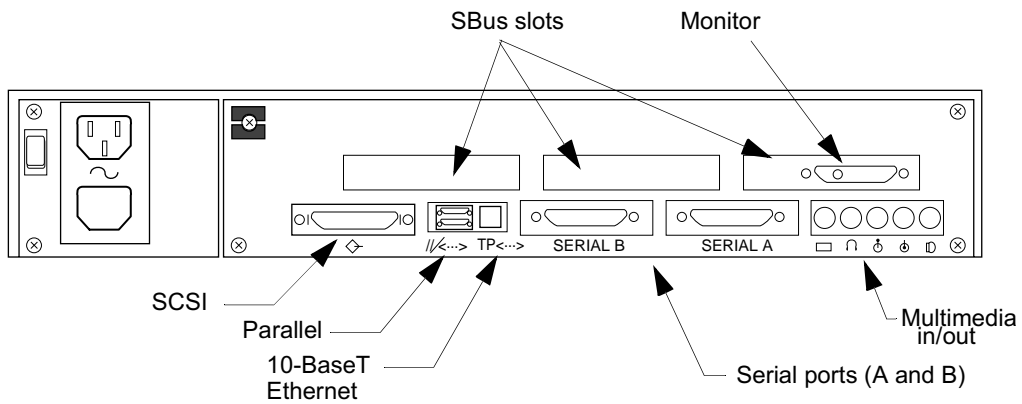 SBus slots
Monitor
TP<···>
SERIAL B
SERIAL A
SCSI
Parallel
10-BaseT
Ethernet
Serial ports (A and B)
Multimedia
in/out